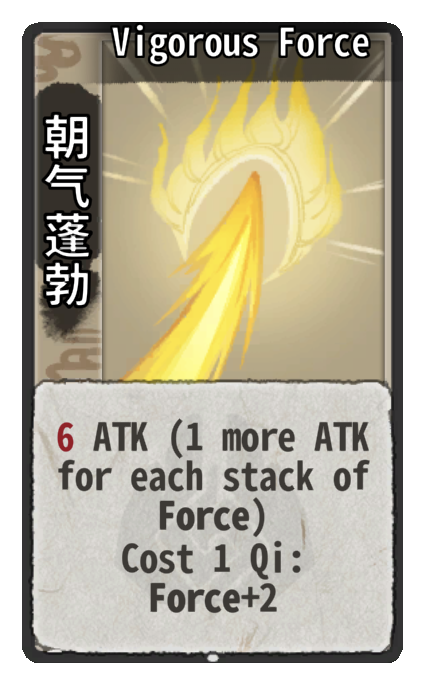 Vigorous Force
朝气蓬勃
6 ATK (1 more ATK
for each stack of
Force)
Cost 1 Qi:
Force+2